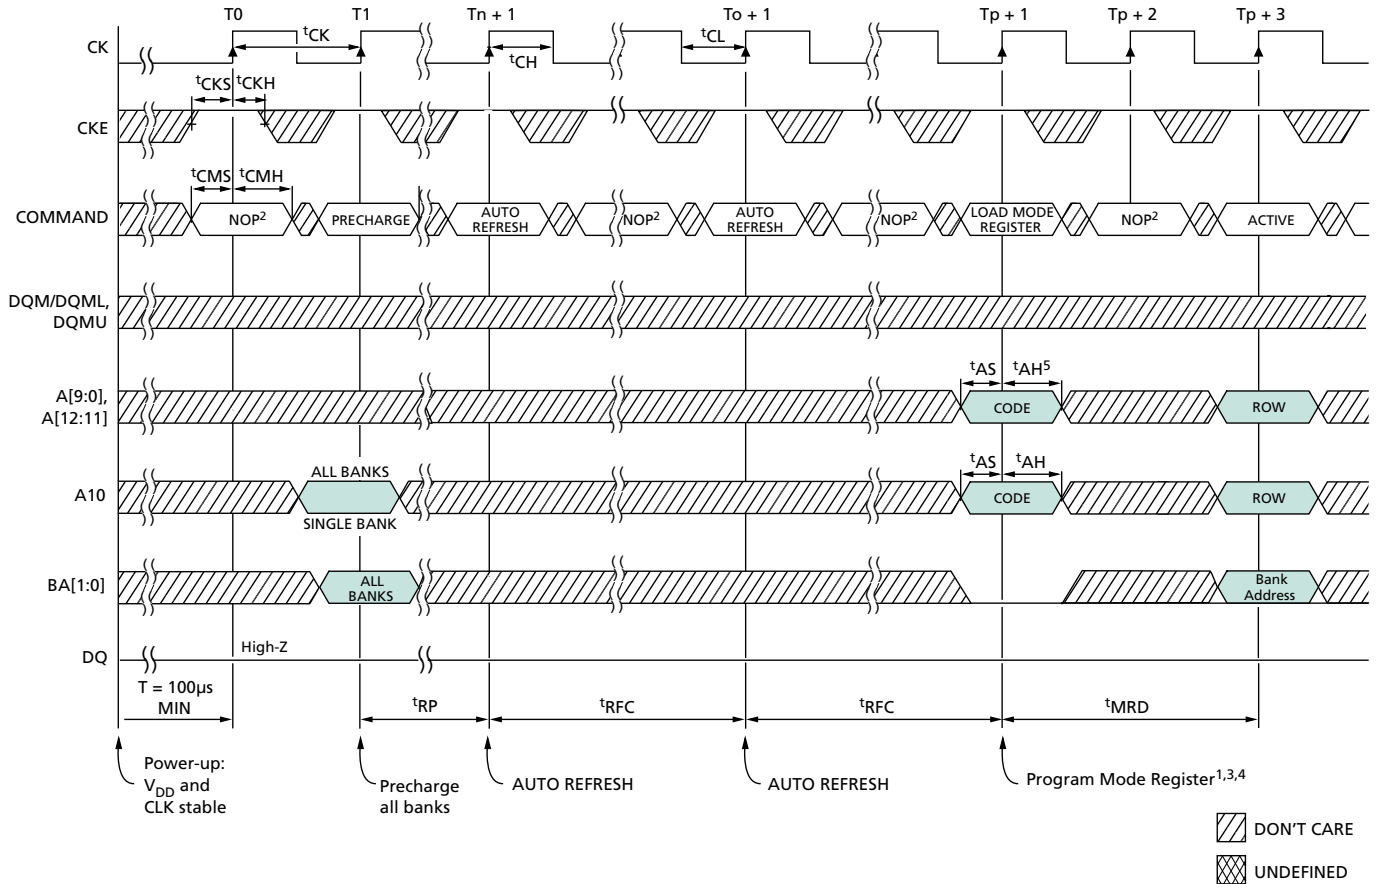 T0 T1 Tn + 1 To + 1 Tp + 1 Tp + 2 Tp + 3
CK
tCK
tCH
tCL
tCKS tCKH
CKE
tCMS tCMH
COMMAND
NOP2
PRECHARGE
AUTO REFRESH
NOP2
AUTO REFRESH
NOP2
LOAD MODE REGISTER
NOP2
ACTIVE
DQM/DQML,
DQMU
tAS tAH5
A[9:0],
A[12:11]
CODE
ROW
tAS tAH
ALL BANKS
A10
CODE
ROW
SINGLE BANK
BA[1:0]
ALL BANKS
Bank Address
DQ
High-Z
T = 100µs
MIN
tRP
tRFC
tRFC
tMRD
Power-up:
VDD and
CLK stable
Precharge
all banks
AUTO REFRESH
AUTO REFRESH
Program Mode Register1,3,4
DON'T CARE
UNDEFINED